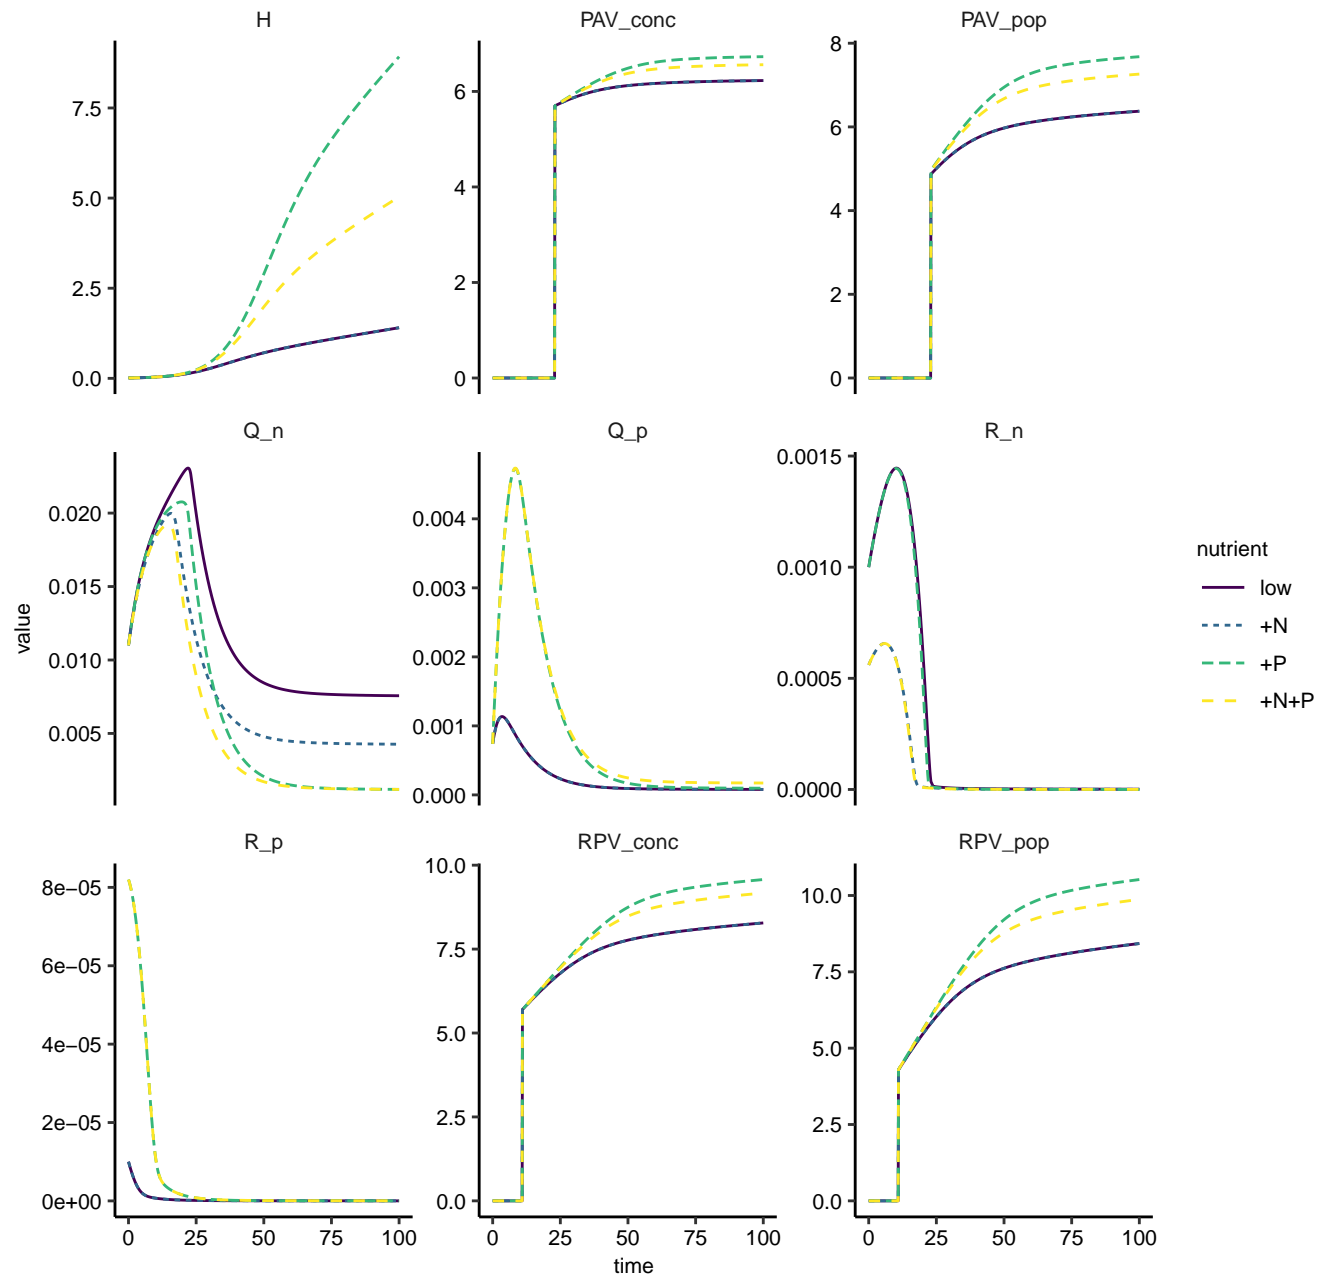 H PAV_conc PAV_pop
7.5
5.0
2.5
0.0
6
4
2
0
8
6
4
2
0
Q_n Q_p R_n
0.020
0.015
0.010
0.005
0.004
0.003
0.002
0.001
0.000
0.0015
0.0010
0.0005
0.0000
R_p RPV_conc RPV_pop
8e−05
6e−05
4e−05
2e−05
0e+00
10.0
7.5
5.0
2.5
0.0
10.0
7.5
5.0
2.5
0.0
0 25 50 75 100
0 25 50 75 100
0 25 50 75 100
time
value
nutrient
low
+N
+P
+N+P